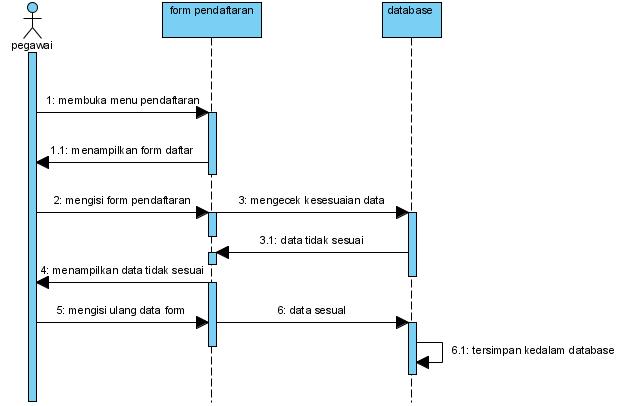 form pendaftaran
database
pegawai
1: membuka menu pendaftaran
1.1: menampilkan form daftar
2: mengisi form pendaftaran
3: mengecek kesesuaian data
3.1: data tidak sesuai
4: menampilkan data tidak sesuai
5: mengisi ulang data form
6: data sesual
6.1: tersimpan kedalam database